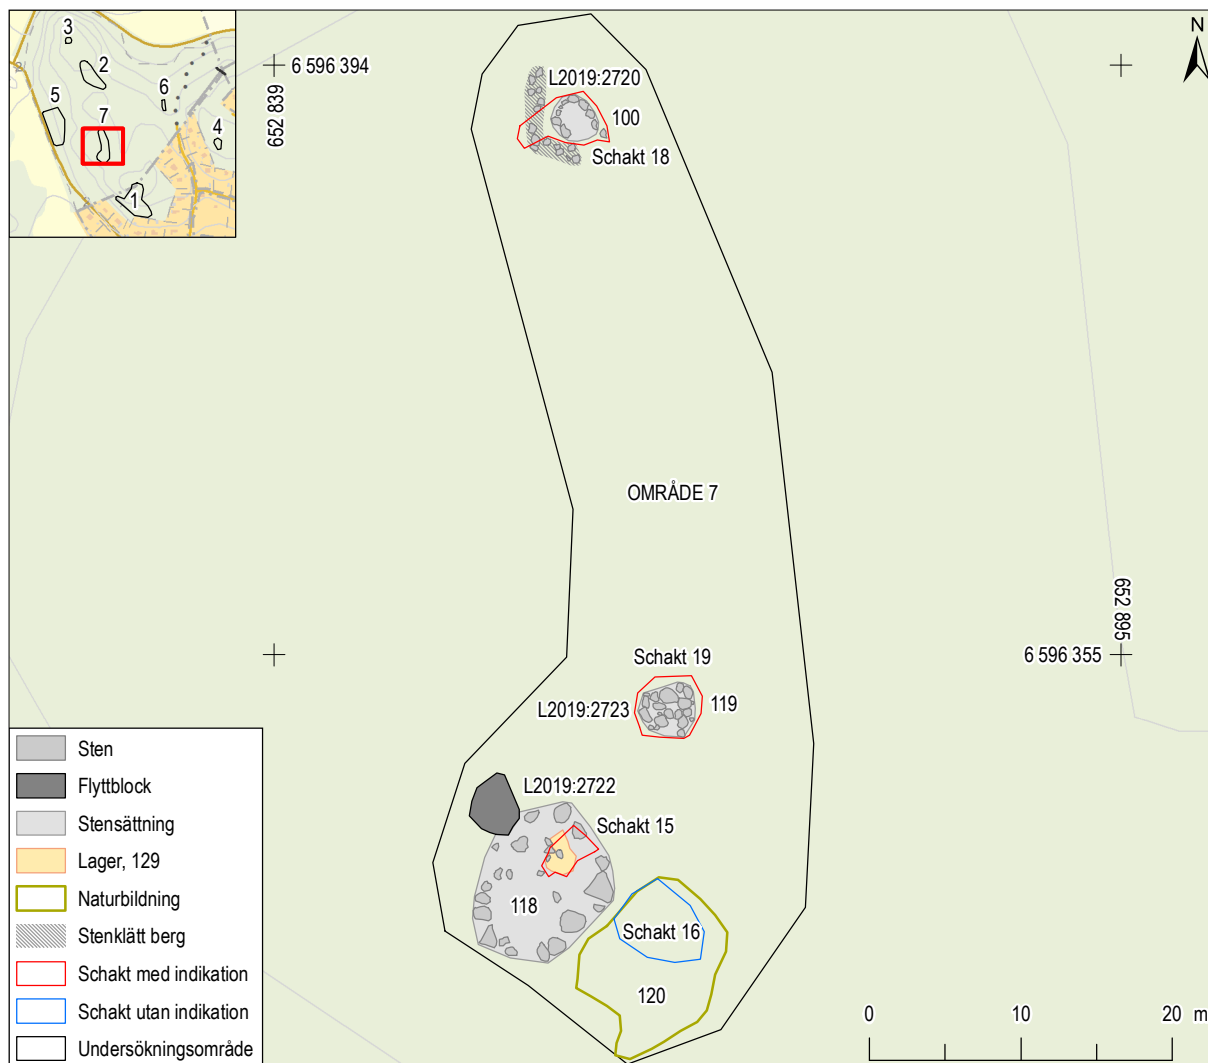 3
2
5
6
7
4
1
N
6 596 394
652 839
L2019:2720
100
Schakt 18
OMRÅDE 7
652 895
6 596 355
Schakt 19
L2019:2723
119
L2019:2722
Schakt 15
118
Schakt 16
120
Sten
Flyttblock
Stensättning
Lager, 129
Naturbildning
Stenklätt berg
Schakt med indikation
Schakt utan indikation
Undersökningsområde
0 10 20 m